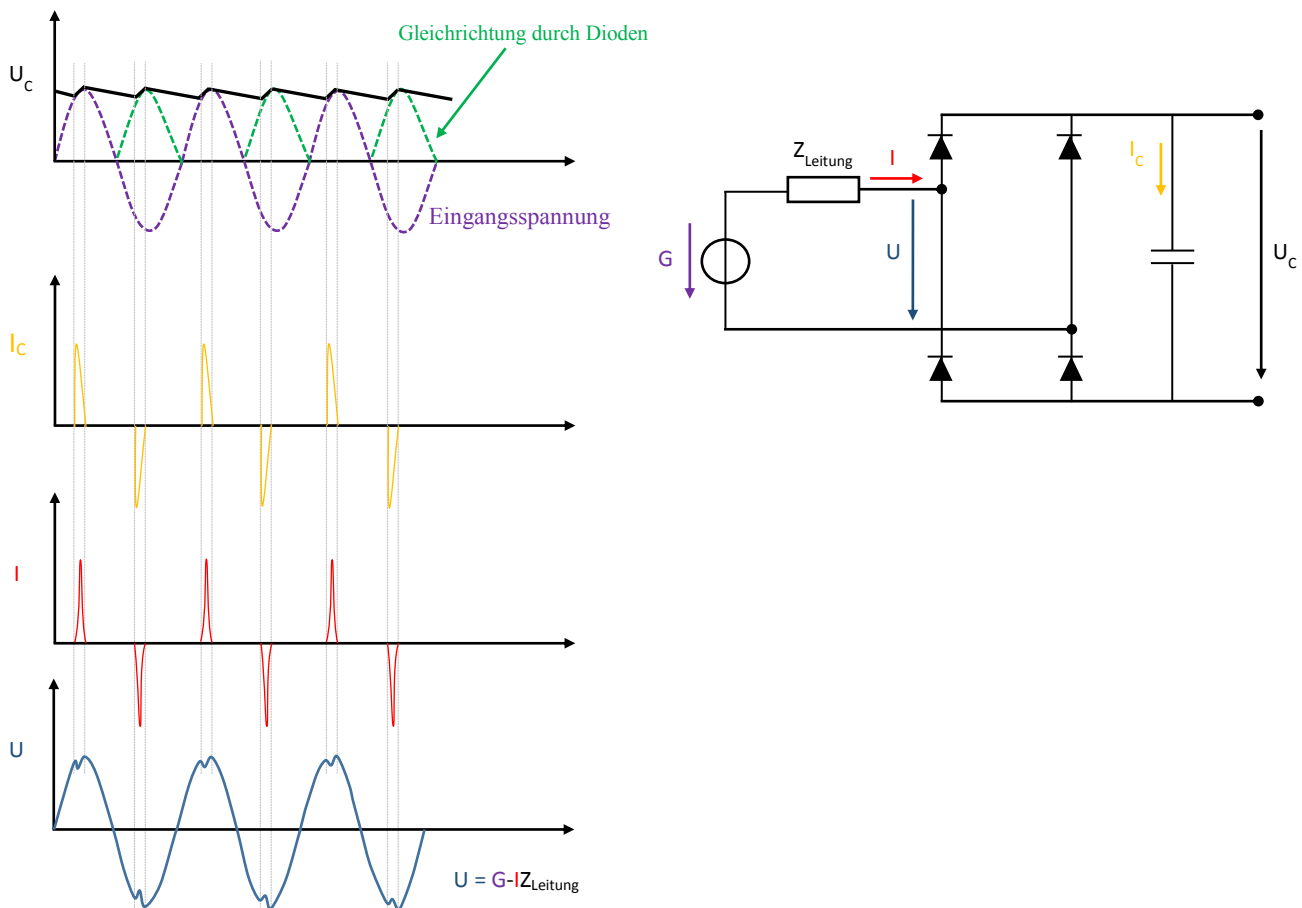 Gleichrichtung durch Dioden
U_C
Eingangsspannung
I_C
I
U
U = G-IZ_Leitung
Z_Leitung
I
G
U
I_C
U_C